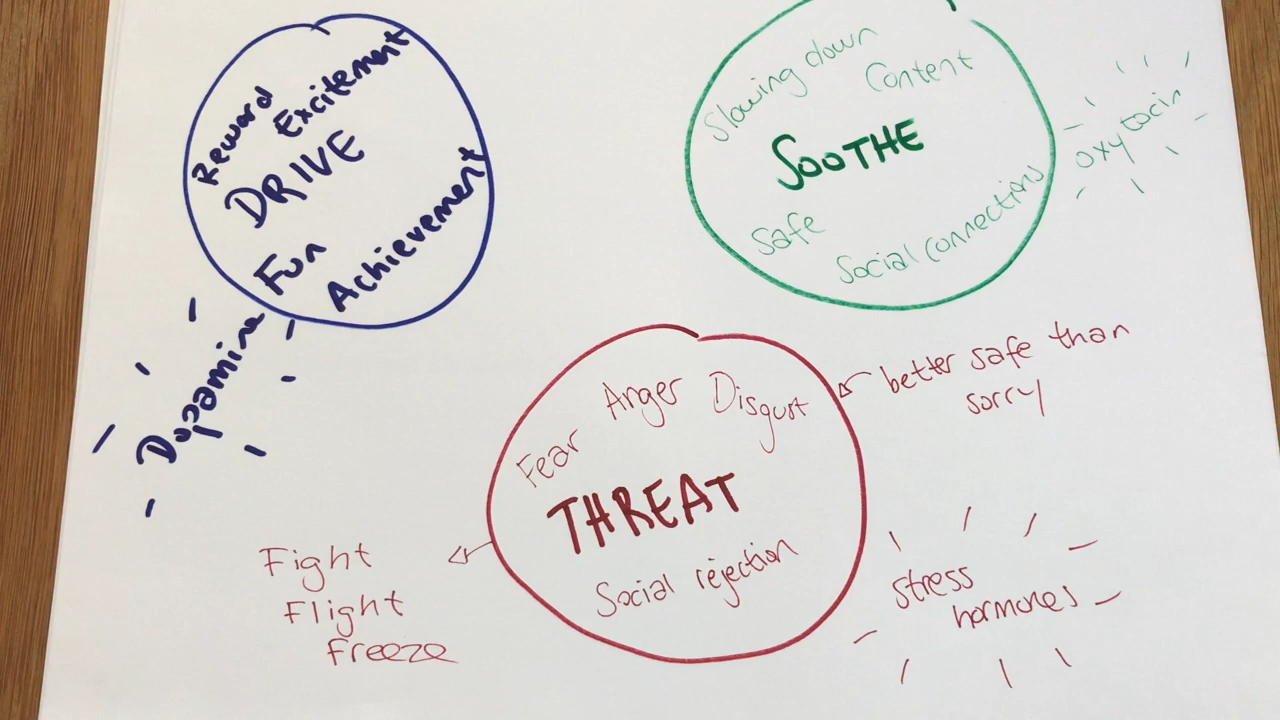 Reward
Excitement
DRIVE
Fun
Achievement
Dopamine
Slowing down
Content
SOOTHE
Safe
Social connections
oxytocin
Fear
Anger
Disgust
THREAT
Social rejection
better safe than
sorry
Fight
Flight
freeze
stress
hormones